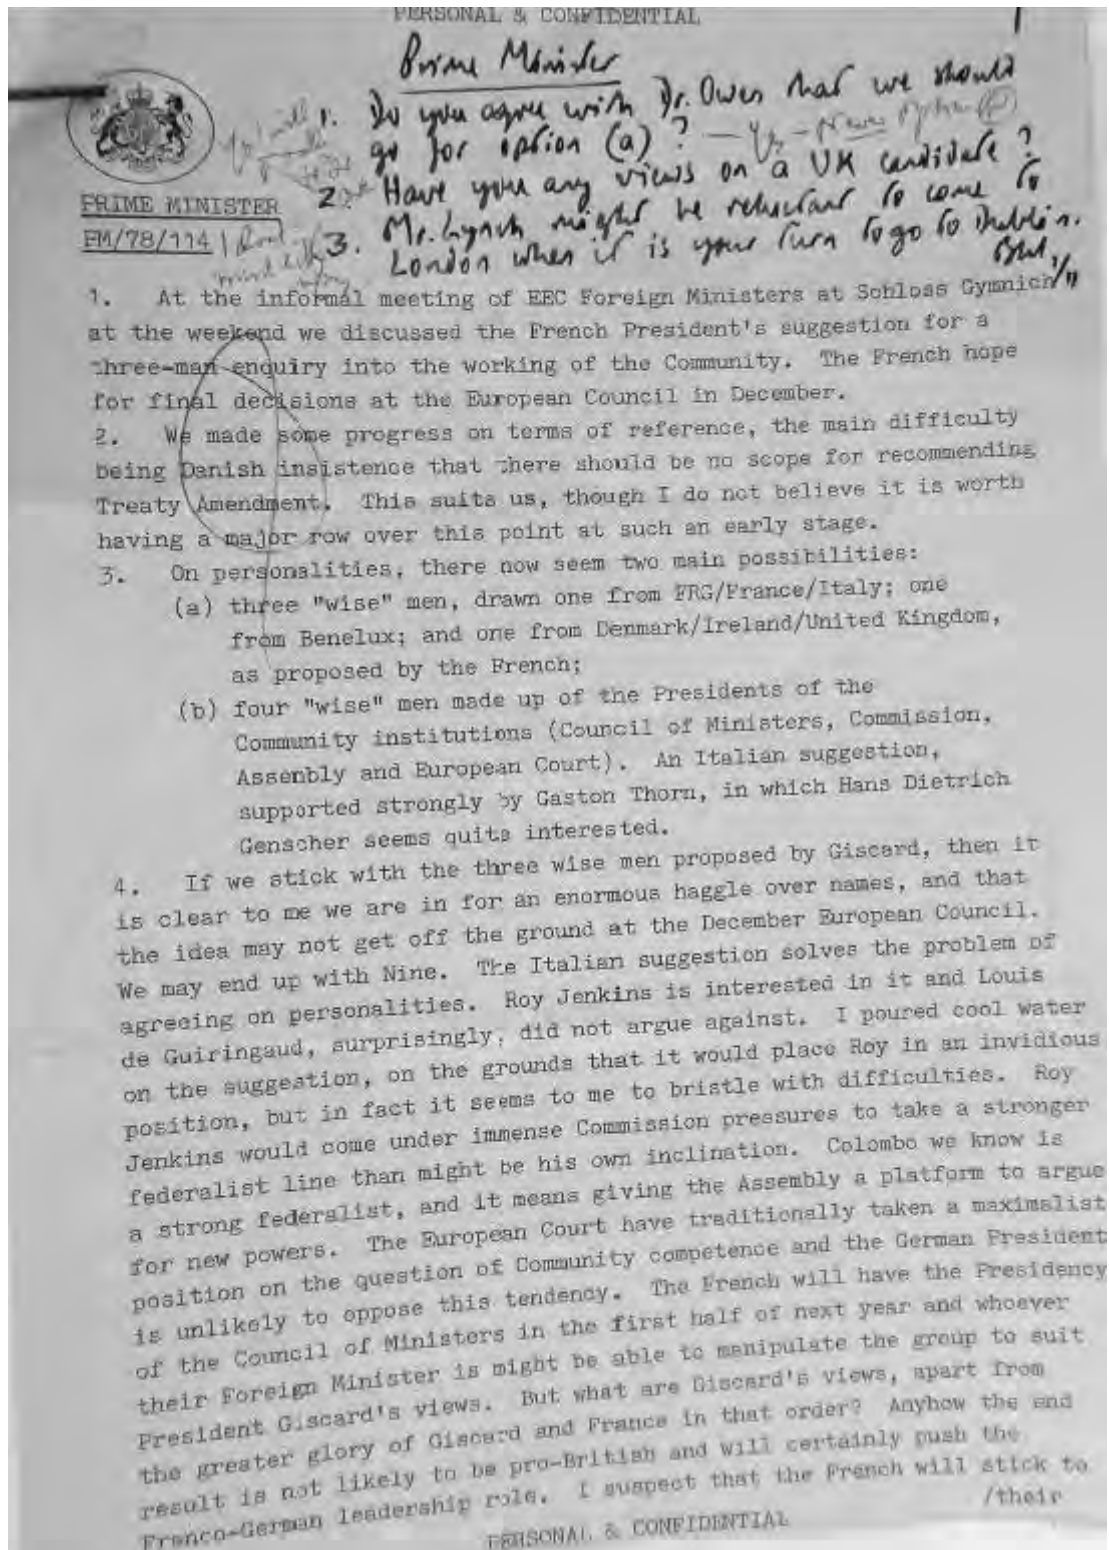 PERSONAL & CONFIDENTIAL
Prime Minister
1. Do you agree with Dr. Owen that we should
go for option (a)? — Yes —
2. Have you any views on a UK candidate?
3. Mr. Lynch might be reluctant to come to
London when it is your turn to go to Dublin.
PRIME MINISTER
FM/78/114
1. At the informal meeting of EEC Foreign Ministers at Schloss Gymnich
at the weekend we discussed the French President's suggestion for a
three-man enquiry into the working of the Community. The French hope
for final decisions at the European Council in December.
2. We made some progress on terms of reference, the main difficulty
being Danish insistence that there should be no scope for recommending
Treaty Amendment. This suits us, though I do not believe it is worth
having a major row over this point at such an early stage.
3. On personalities, there now seem two main possibilities:
(a) three "wise" men, drawn one from FRG/France/Italy; one
from Benelux; and one from Denmark/Ireland/United Kingdom,
as proposed by the French;
(b) four "wise" men made up of the Presidents of the
Community institutions (Council of Ministers, Commission,
Assembly and European Court). An Italian suggestion,
supported strongly by Gaston Thorn, in which Hans Dietrich
Genscher seems quite interested.
4. If we stick with the three wise men proposed by Giscard, then it
is clear to me we are in for an enormous haggle over names, and that
the idea may not get off the ground at the December European Council.
We may end up with Nine. The Italian suggestion solves the problem of
agreeing on personalities. Roy Jenkins is interested in it and Louis
de Guiringaud, surprisingly, did not argue against. I poured cool water
on the suggestion, on the grounds that it would place Roy in an invidious
position, but in fact it seems to me to bristle with difficulties. Roy
Jenkins would come under immense Commission pressures to take a stronger
federalist line than might be his own inclination. Colombo we know is
a strong federalist, and it means giving the Assembly a platform to argue
for new powers. The European Court have traditionally taken a maximalist
position on the question of Community competence and the German President
is unlikely to oppose this tendency. The French will have the Presidency
of the Council of Ministers in the first half of next year and whoever
their Foreign Minister is might be able to manipulate the group to suit
President Giscard's views. But what are Giscard's views, apart from
the greater glory of Giscard and France in that order? Anyhow the end
result is not likely to be pro-British and will certainly push the
Franco-German leadership role. I suspect that the French will stick to
/their
PERSONAL & CONFIDENTIAL